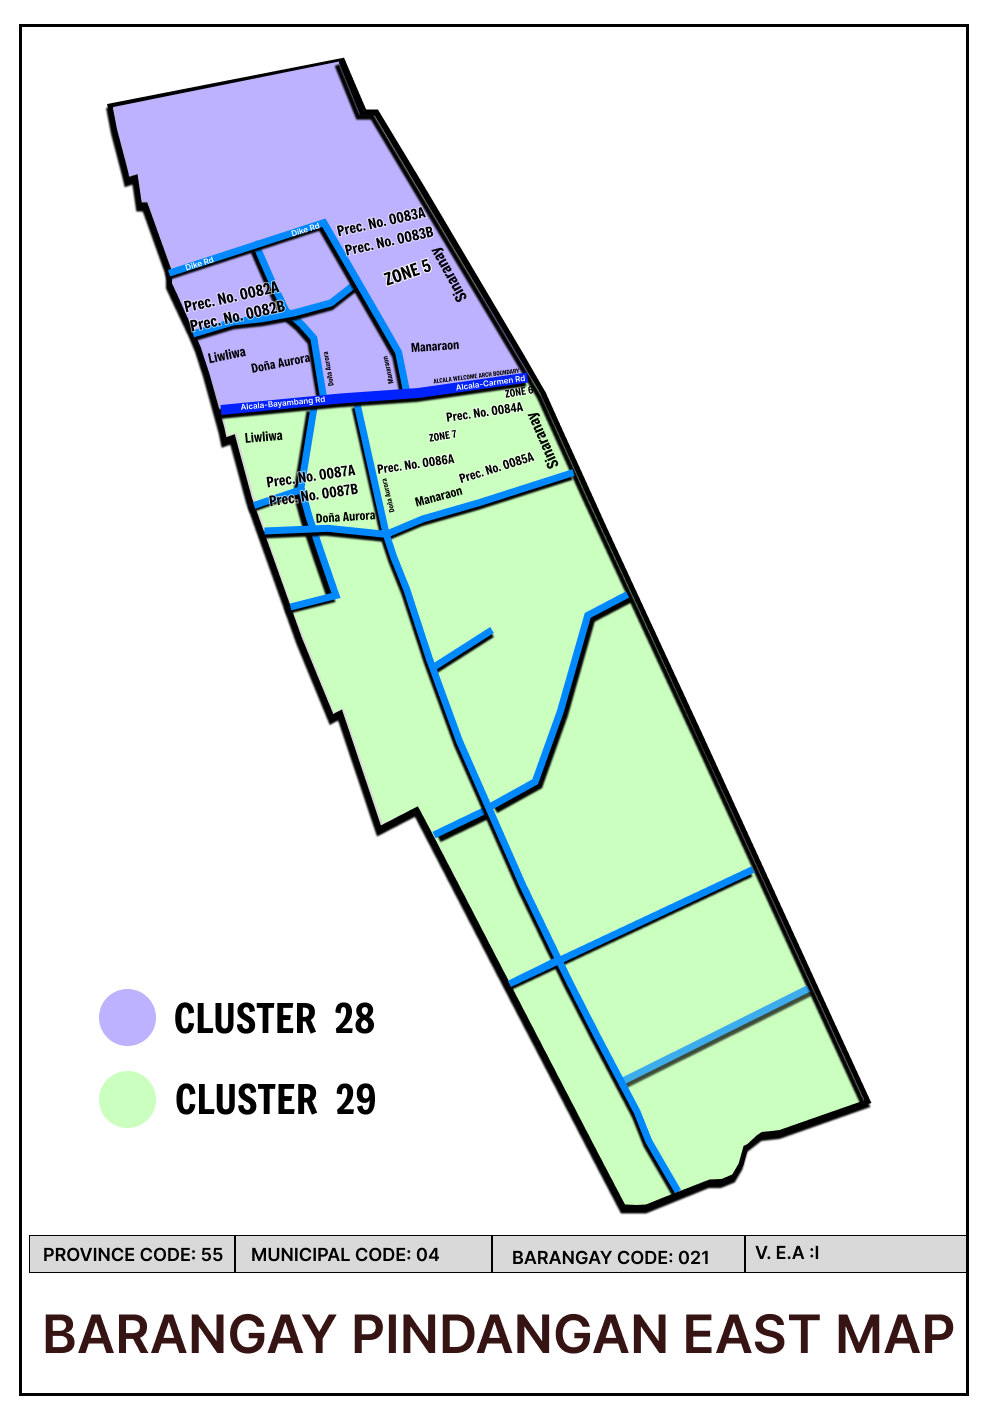 Prec. No. 0083A
Dike Rd
Prec. No. 0083B
Dike Rd
ZONE 5
Sinaranay
Prec. No. 0082A
Prec. No. 0082B
Liwliwa
Doña Aurora
Doña Aurora
Manaraon
Manaraon
ALCALA WELCOME ARCH BOUNDARY
Alcala-Carmen Rd
Alcala-Bayambang Rd
ZONE 6
Prec. No. 0084A
Sinaranay
Liwliwa
ZONE 7
Prec. No. 0086A
Prec. No. 0085A
Prec. No. 0087A
Prec. No. 0087B
Doña Aurora
Manaraon
Doña Aurora
CLUSTER 28
CLUSTER 29
PROVINCE CODE: 55
MUNICIPAL CODE: 04
BARANGAY CODE: 021
V. E.A :I
BARANGAY PINDANGAN EAST MAP